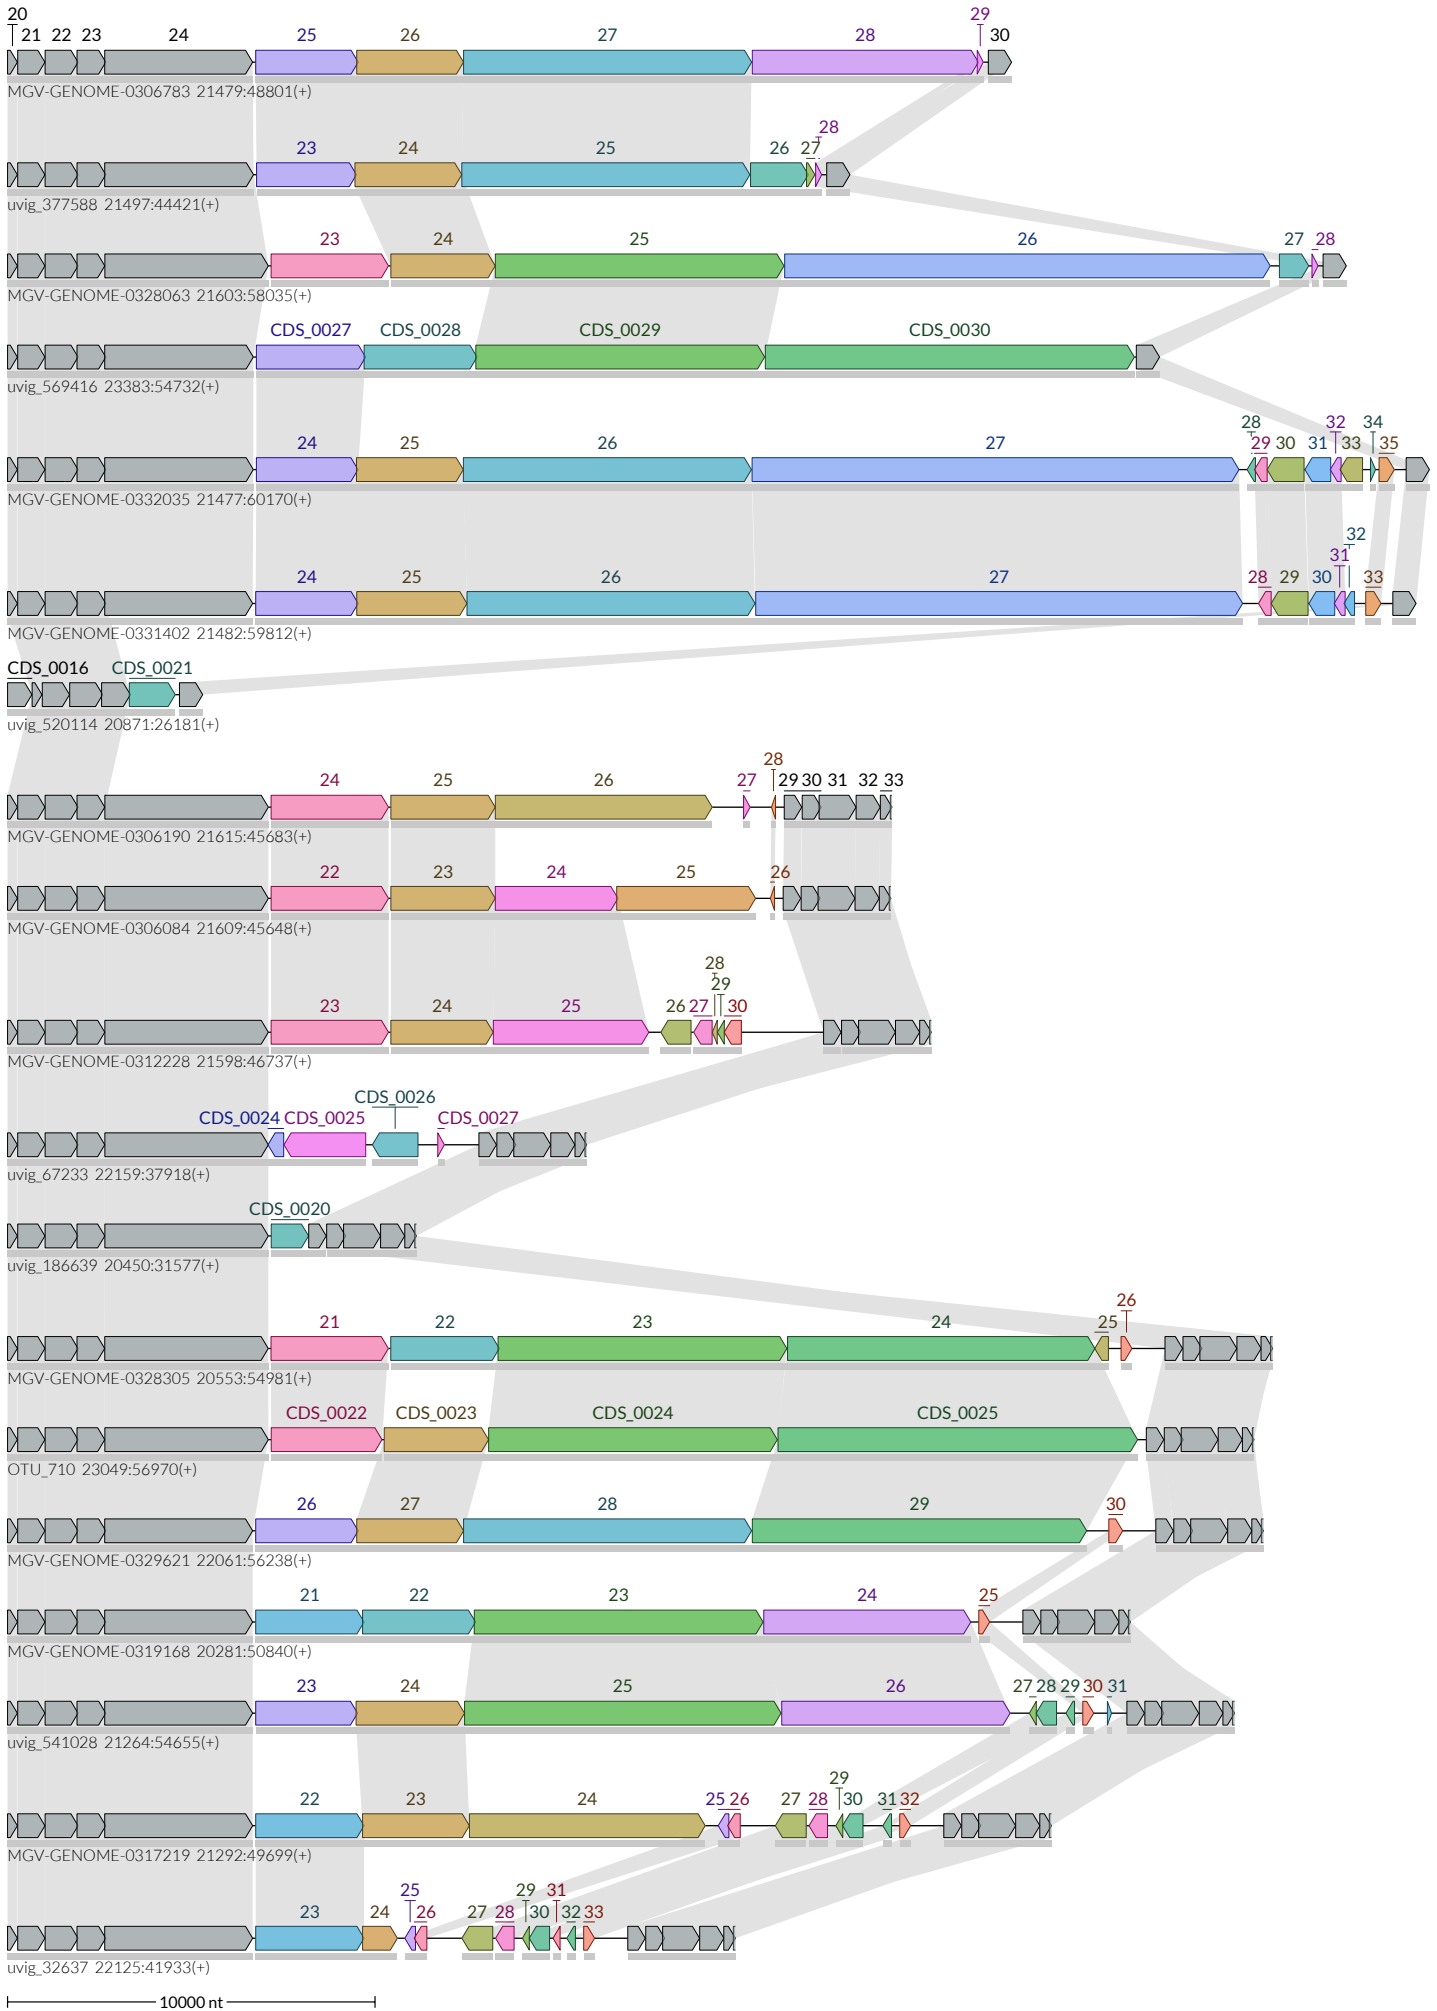 20 29
21 22 23 24 25 26 27 28 30
MGV-GENOME-0306783 21479:48801(+)
28
23 24 25 26 27
uvig_377588 21497:44421(+)
23 24 25 26 27 28
MGV-GENOME-0328063 21603:58035(+)
CDS_0027 CDS_0028 CDS_0029 CDS_0030
uvig_569416 23383:54732(+)
28 32 34
24 25 26 27 29 30 31 33 35
MGV-GENOME-0332035 21477:60170(+)
32
31
24 25 26 27 28 29 30 33
MGV-GENOME-0331402 21482:59812(+)
CDS_0016 CDS_0021
uvig_520114 20871:26181(+)
28
24 25 26 27 29 30 31 32 33
MGV-GENOME-0306190 21615:45683(+)
22 23 24 25 26
MGV-GENOME-0306084 21609:45648(+)
28
29
23 24 25 26 27 30
MGV-GENOME-0312228 21598:46737(+)
CDS_0026
CDS_0024 CDS_0025 CDS_0027
uvig_67233 22159:37918(+)
CDS_0020
uvig_186639 20450:31577(+)
26
21 22 23 24 25
MGV-GENOME-0328305 20553:54981(+)
CDS_0022 CDS_0023 CDS_0024 CDS_0025
OTU_710 23049:56970(+)
26 27 28 29 30
MGV-GENOME-0329621 22061:56238(+)
21 22 23 24 25
MGV-GENOME-0319168 20281:50840(+)
23 24 25 26 27 28 29 30 31
uvig_541028 21264:54655(+)
29
22 23 24 25 26 27 28 30 31 32
MGV-GENOME-0317219 21292:49699(+)
25 29 31
23 24 26 27 28 30 32 33
uvig_32637 22125:41933(+)
10000 nt